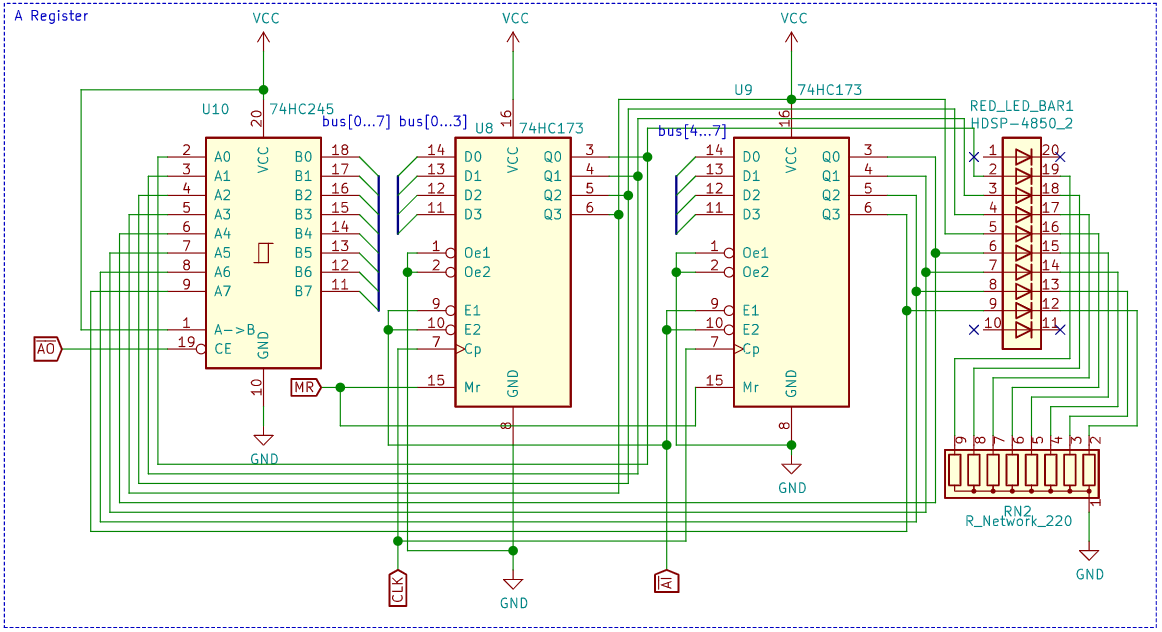 A Register
VCC
VCC
VCC
U10
74HC245
bus[0...7]
bus[0...3]
U8
74HC173
bus[4...7]
U9
74HC173
RED_LED_BAR1
HDSP-4850_2
20
VCC
2 A0 B0 18
3 A1 B1 17
4 A2 B2 16
5 A3 B3 15
6 A4 B4 14
7 A5 B5 13
8 A6 B6 12
9 A7 B7 11
1 A->B
19 CE
GND
10
GND
AO
MR
16
VCC
14 D0 Q0 3
13 D1 Q1 4
12 D2 Q2 5
11 D3 Q3 6
1 Oe1
2 Oe2
9 E1
10 E2
7 Cp
15 Mr
GND
8
GND
CLK
16
VCC
14 D0 Q0 3
13 D1 Q1 4
12 D2 Q2 5
11 D3 Q3 6
1 Oe1
2 Oe2
9 E1
10 E2
7 Cp
15 Mr
GND
8
GND
AI
1 20
2 19
3 18
4 17
5 16
6 15
7 14
8 13
9 12
10 11
9 8 7 6 5 4 3 2
1
RN2
R_Network_220
GND